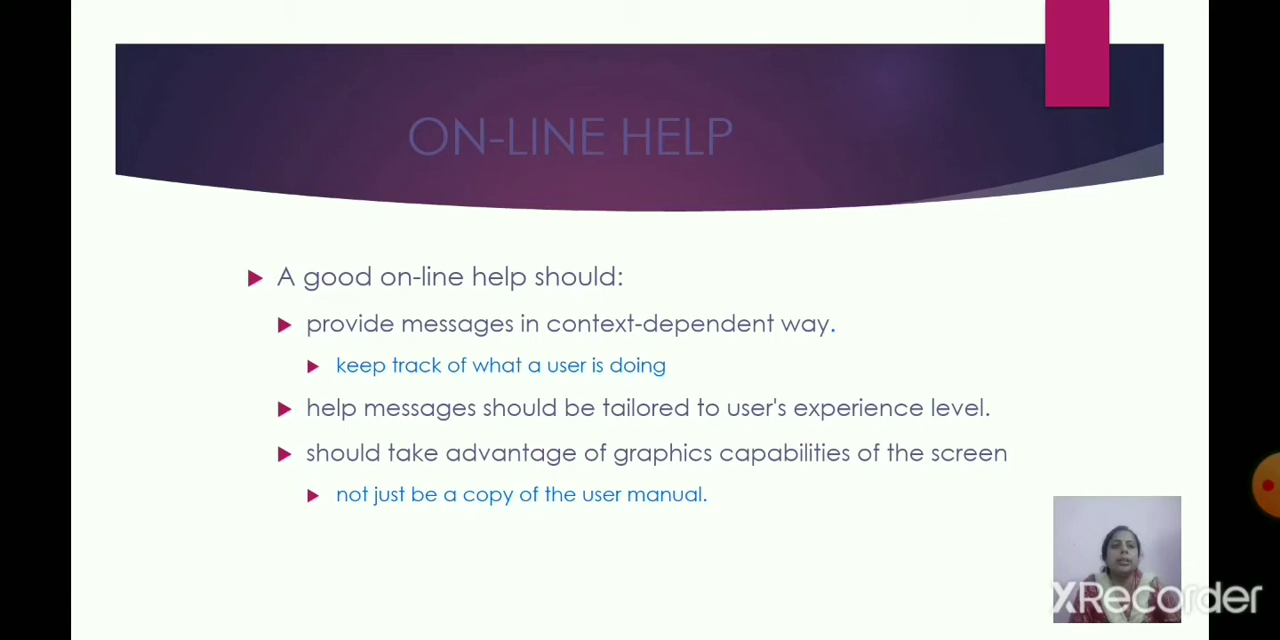 ON-LINE HELP
A good on-line help should:
provide messages in context-dependent way.
keep track of what a user is doing
help messages should be tailored to user's experience level.
should take advantage of graphics capabilities of the screen
not just be a copy of the user manual.
XRecorder